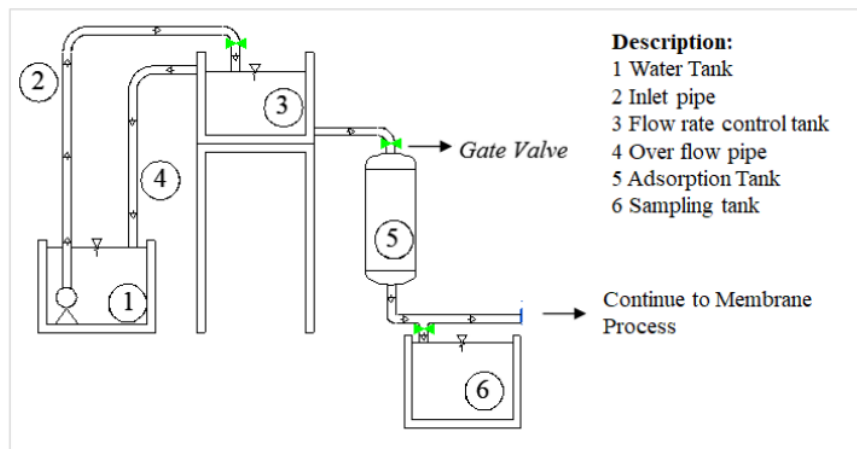 Description:
1 Water Tank
2 Inlet pipe
3 Flow rate control tank
4 Over flow pipe
5 Adsorption Tank
6 Sampling tank
2
3
Gate Valve
4
5
1
Continue to Membrane
Process
6